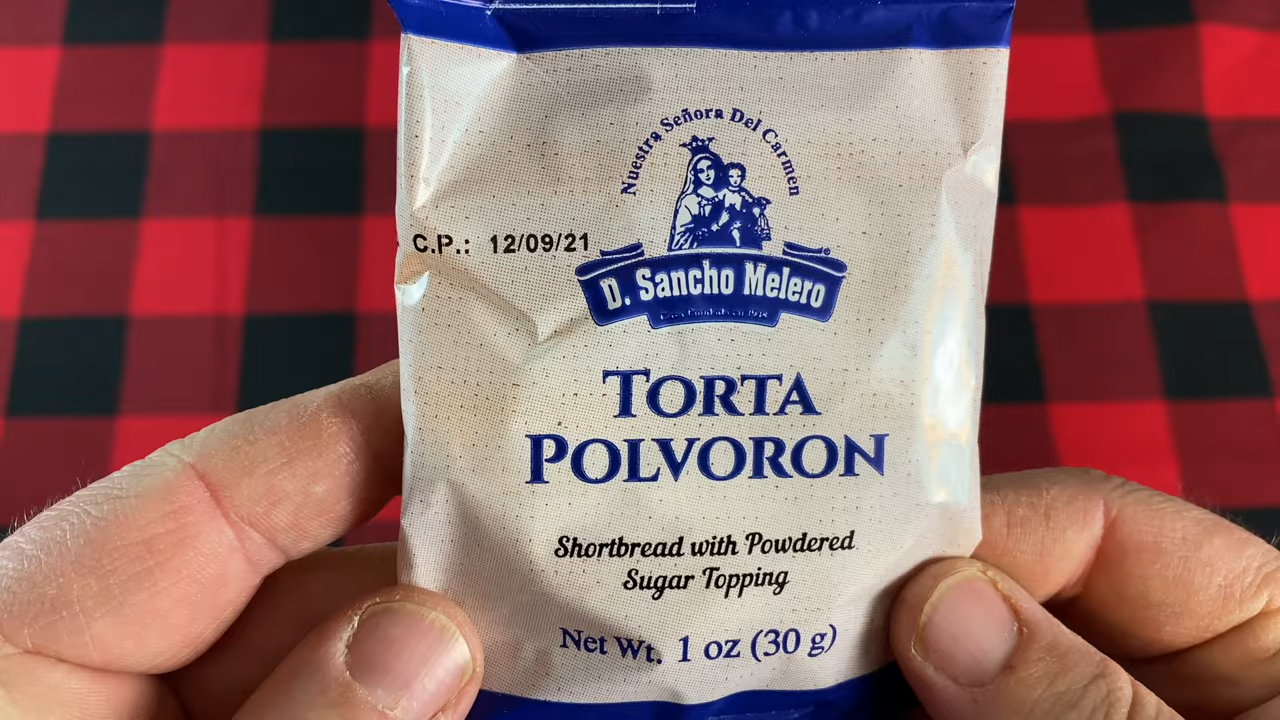 Nuestra Señora Del Carmen
C.P.: 12/09/21
D. Sancho Melero
TORTA
POLVORON
Shortbread with Powdered
Sugar Topping
Net Wt. 1 oz (30 g)